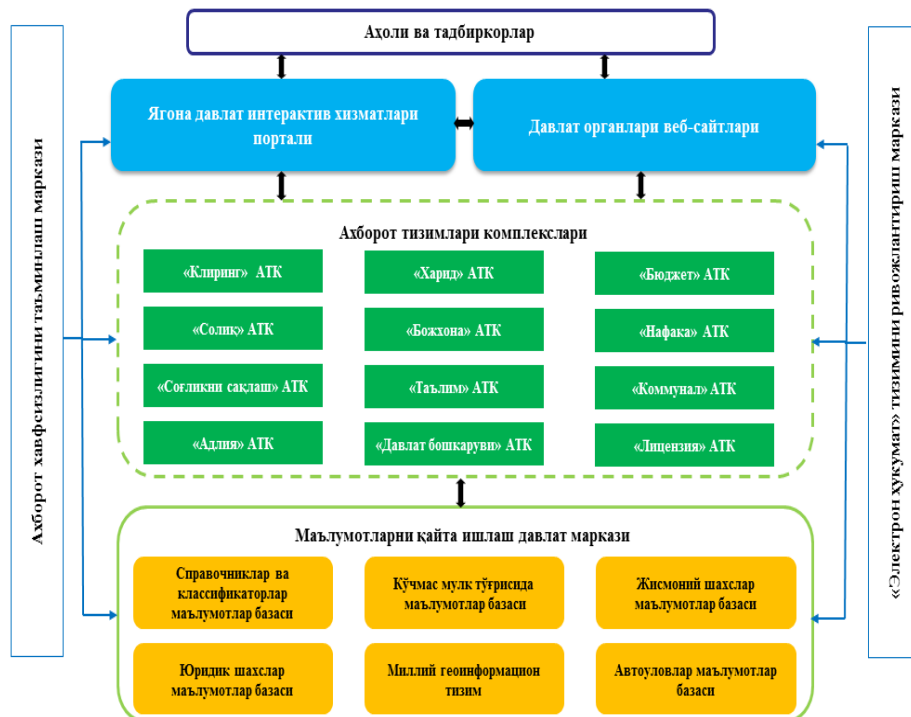 Аҳоли ва тадбиркорлар
Ахборот хавфсизлигини таъминлаш маркази
Ягона давлат интерактив хизматлари
портали
Давлат органлари веб-сайтлари
«Электрон ҳукумат» тизимини ривожлантириш маркази
Ахборот тизимлари комплекслари
«Клиринг» АТК
«Харид» АТК
«Бюджет» АТК
«Солиқ» АТК
«Божхона» АТК
«Нафака» АТК
«Соғликни сақлаш» АТК
«Таълим» АТК
«Коммунал» АТК
«Адлия» АТК
«Давлат бошкаруви» АТК
«Лицензия» АТК
Маълумотларни қайта ишлаш давлат маркази
Справочниклар ва
классификаторлар
маълумотлар базаси
Кўчмас мулк тўғрисида
маълумотлар базаси
Жисмоний шахслар
маълумотлар базаси
Юридик шахслар
маълумотлар базаси
Миллий геоинформацион
тизим
Автоуловлар маълумотлар
базаси